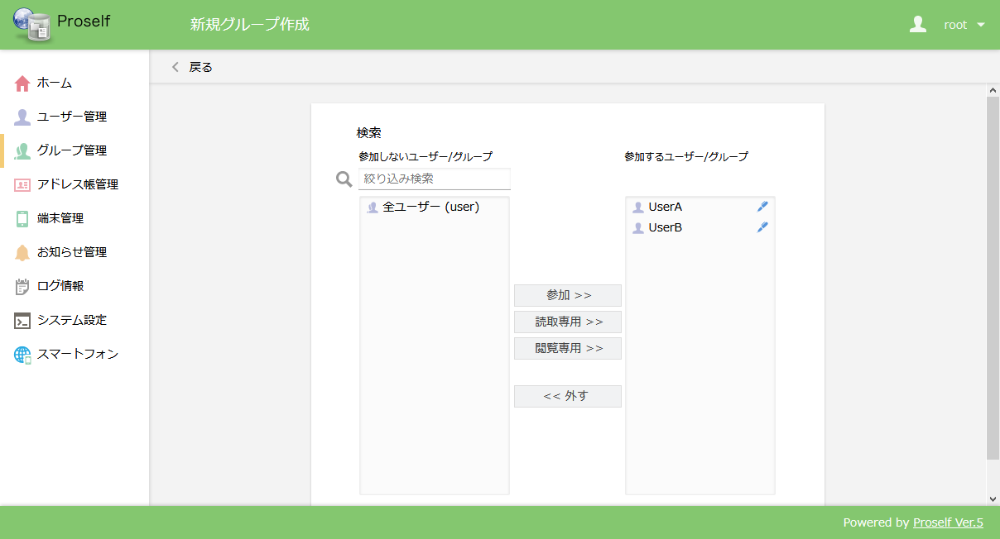 Proself
新規グループ作成
root
戻る
ホーム
ユーザー管理
グループ管理
アドレス帳管理
端末管理
お知らせ管理
ログ情報
システム設定
スマートフォン
検索
参加しないユーザー/グループ
絞り込み検索
全ユーザー (user)
参加 >>
読取専用 >>
閲覧専用 >>
<< 外す
参加するユーザー/グループ
UserA
UserB
Powered by Proself Ver.5